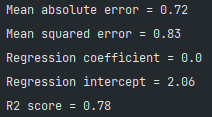 Mean absolute error = 0.72
Mean squared error = 0.83
Regression coefficient = 0.0
Regression intercept = 2.06
R2 score = 0.78